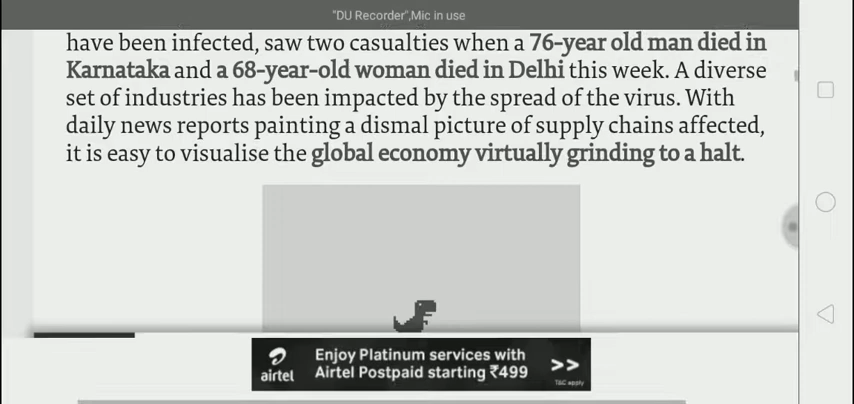 "DU Recorder",Mic in use
have been infected, saw two casualties when a 76-year old man died in
Karnataka and a 68-year-old woman died in Delhi this week. A diverse
set of industries has been impacted by the spread of the virus. With
daily news reports painting a dismal picture of supply chains affected,
it is easy to visualise the global economy virtually grinding to a halt.
airtel
Enjoy Platinum services with
Airtel Postpaid starting ₹499
>>
T&C apply